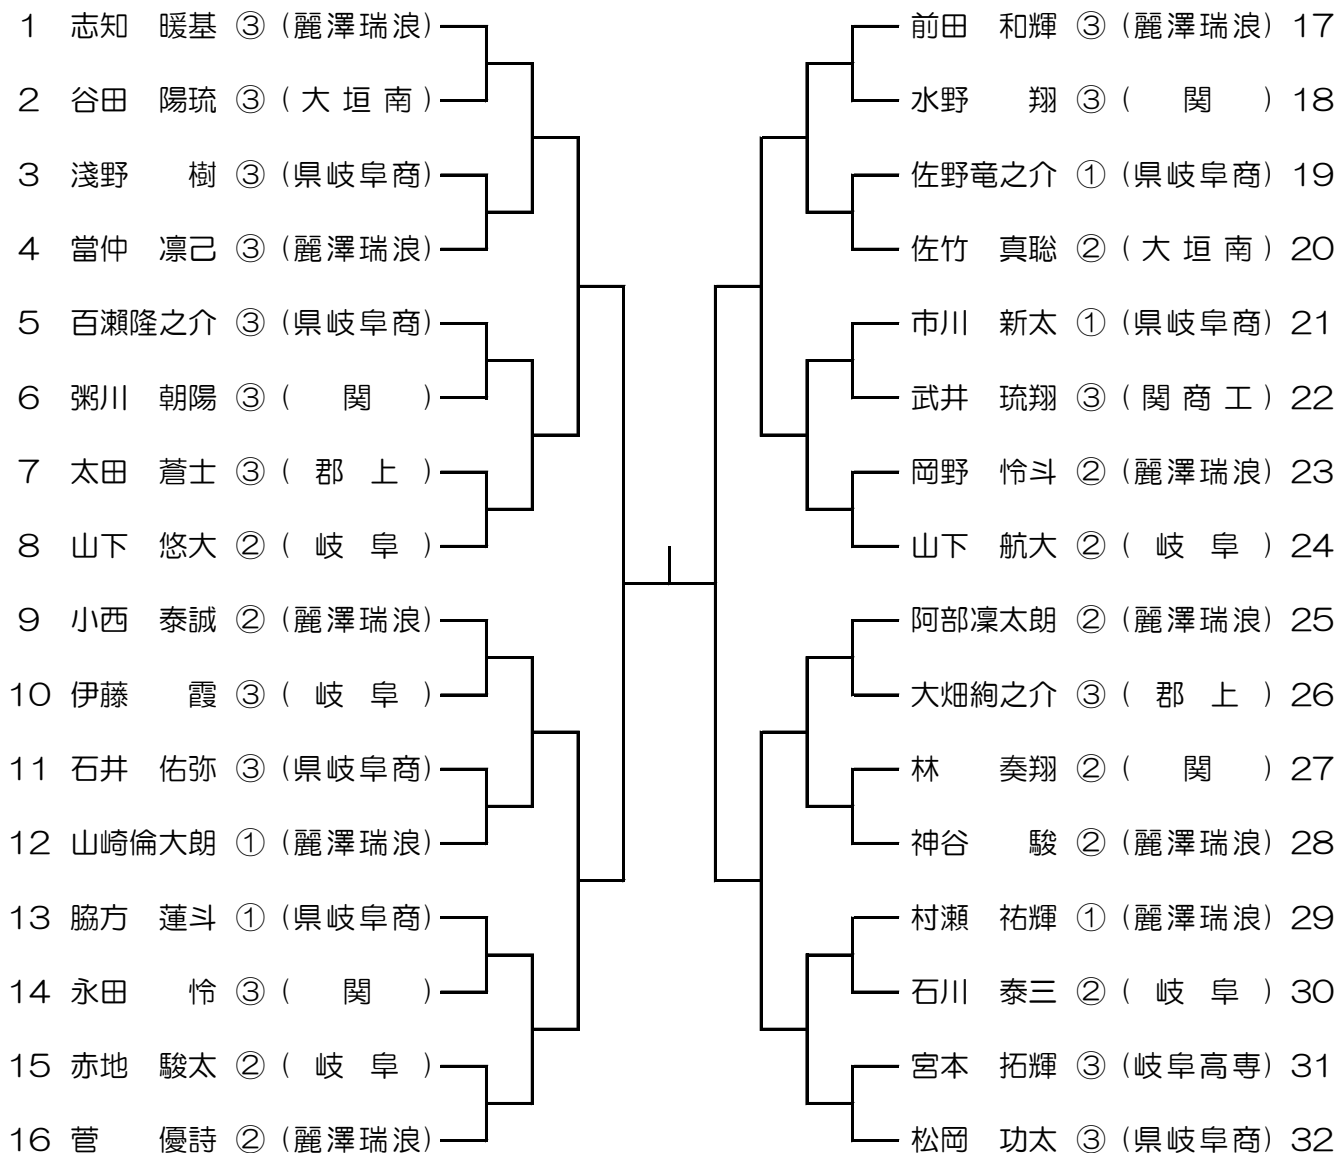 1 志知 暖基 ③ (麗澤瑞浪)
2 谷田 陽琉 ③ (大垣南)
3 淺野 樹 ③ (県岐阜商)
4 當仲 凛己 ③ (麗澤瑞浪)
5 百瀨隆之介 ③ (県岐阜商)
6 粥川 朝陽 ③ (関)
7 太田 蒼士 ③ (郡上)
8 山下 悠大 ② (岐阜)
9 小西 泰誠 ② (麗澤瑞浪)
10 伊藤 霞 ③ (岐阜)
11 石井 佑弥 ③ (県岐阜商)
12 山崎倫大朗 ① (麗澤瑞浪)
13 脇方 蓮斗 ① (県岐阜商)
14 永田 怜 ③ (関)
15 赤地 駿太 ② (岐阜)
16 菅 優詩 ② (麗澤瑞浪)
前田 和輝 ③ (麗澤瑞浪) 17
水野 翔 ③ (関) 18
佐野竜之介 ① (県岐阜商) 19
佐竹 真聡 ② (大垣南) 20
市川 新太 ① (県岐阜商) 21
武井 琉翔 ③ (関商工) 22
岡野 怜斗 ② (麗澤瑞浪) 23
山下 航大 ② (岐阜) 24
阿部凜太朗 ② (麗澤瑞浪) 25
大畑絢之介 ③ (郡上) 26
林 奏翔 ② (関) 27
神谷 駿 ② (麗澤瑞浪) 28
村瀬 祐輝 ① (麗澤瑞浪) 29
石川 泰三 ② (岐阜) 30
宮本 拓輝 ③ (岐阜高専) 31
松岡 功太 ③ (県岐阜商) 32